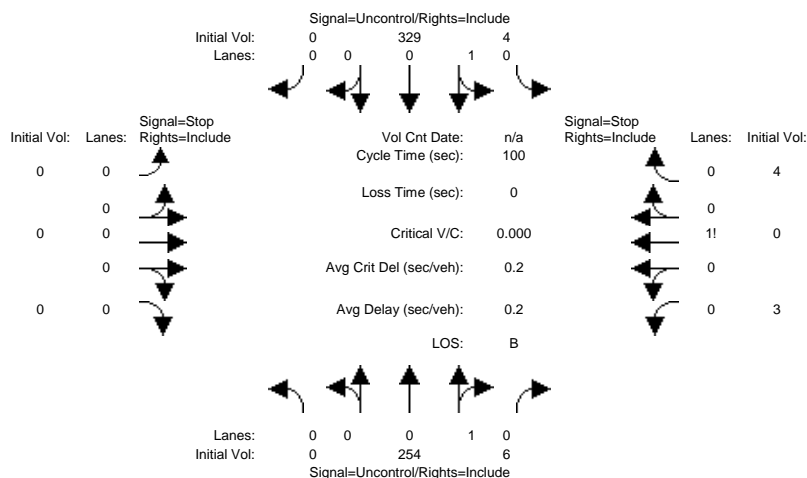 Signal=Uncontrol/Rights=Include
Initial Vol: 0 329 4
Lanes: 0 0 0 1 0
Signal=Stop Signal=Stop
Initial Vol: Lanes: Rights=Include Vol Cnt Date: n/a Rights=Include Lanes: Initial Vol:
Cycle Time (sec): 100
0 0 0 4
Loss Time (sec): 0
0 0
0 0 Critical V/C: 0.000 1! 0
0 Avg Crit Del (sec/veh): 0.2 0
0 0 Avg Delay (sec/veh): 0.2 0 3
LOS: B
Lanes: 0 0 0 1 0
Initial Vol: 0 254 6
Signal=Uncontrol/Rights=Include